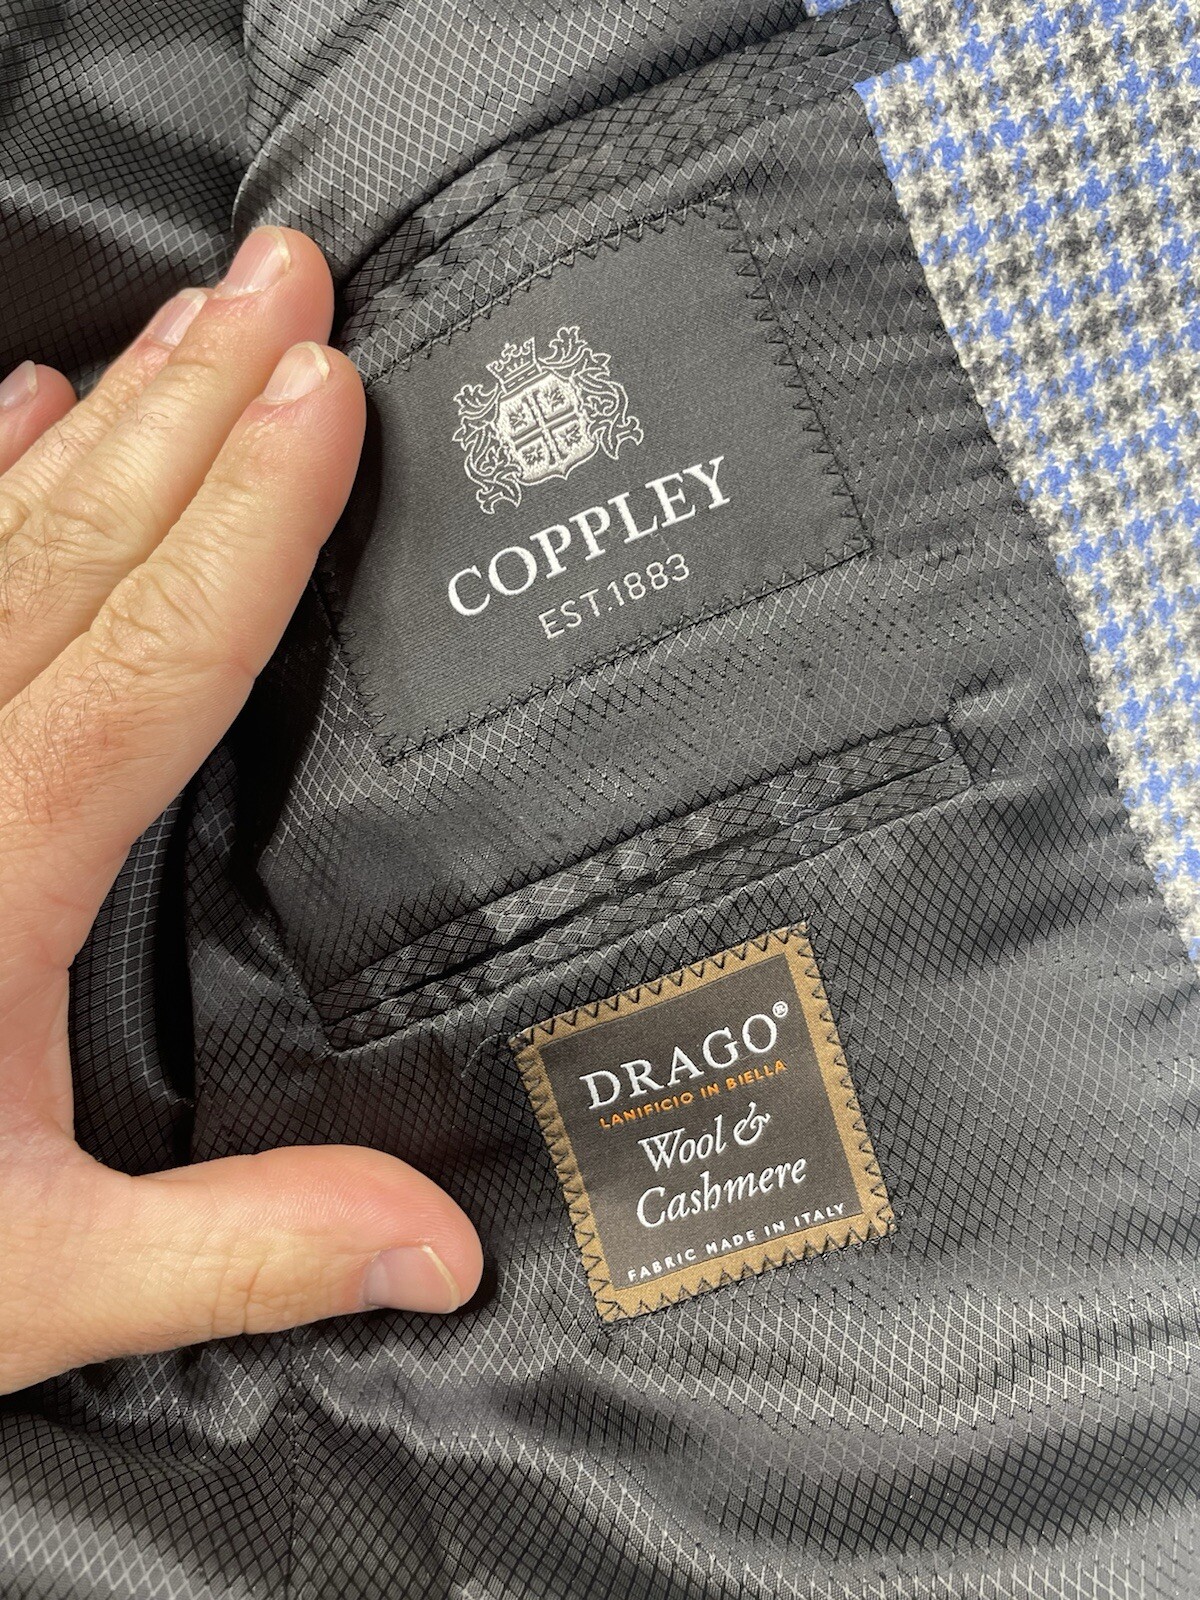 COPPLEY
EST.1883
DRAGO®
LANIFICIO IN BIELLA
Wool &
Cashmere
FABRIC MADE IN ITALY